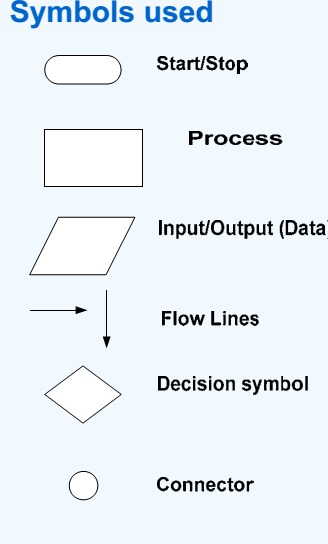 Symbols used
Start/Stop
Process
Input/Output (Data)
Flow Lines
Decision symbol
Connector